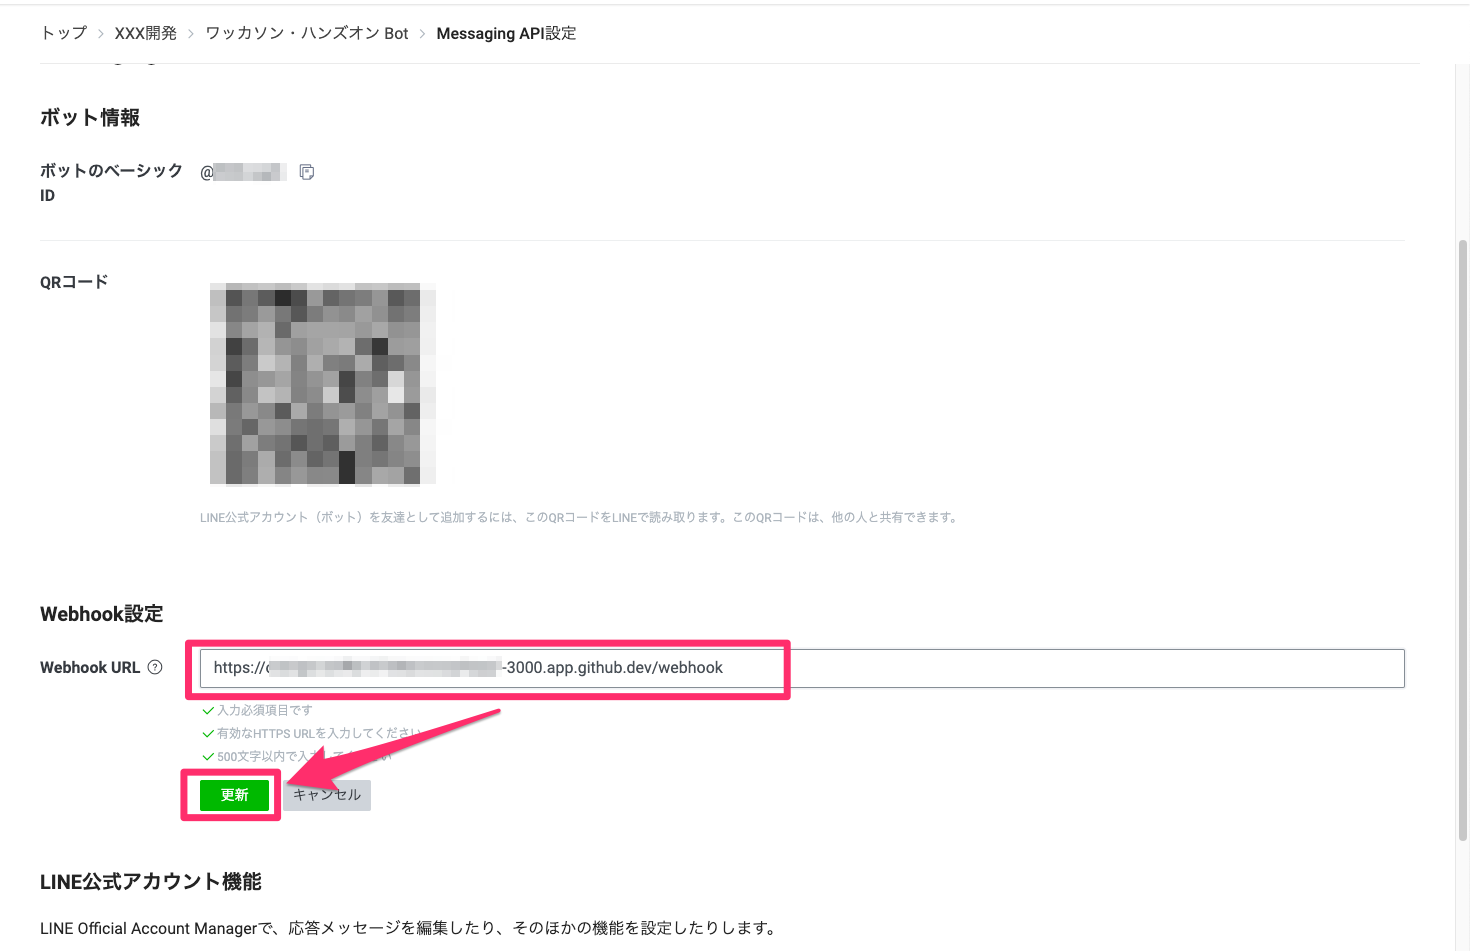 トップ > XXX開発 > ワッカソン・ハンズオン Bot > Messaging API設定
ボット情報
ボットのベーシック
ID
@
QRコード
LINE公式アカウント（ボット）を友達として追加するには、このQRコードをLINEで読み取ります。このQRコードは、他の人と共有できます。
Webhook設定
Webhook URL ?
https:// -3000.app.github.dev/webhook
入力必須項目です
有効なHTTPS URLを入力してください
500文字以内で入力してください
更新
キャンセル
LINE公式アカウント機能
LINE Official Account Managerで、応答メッセージを編集したり、そのほかの機能を設定したりします。